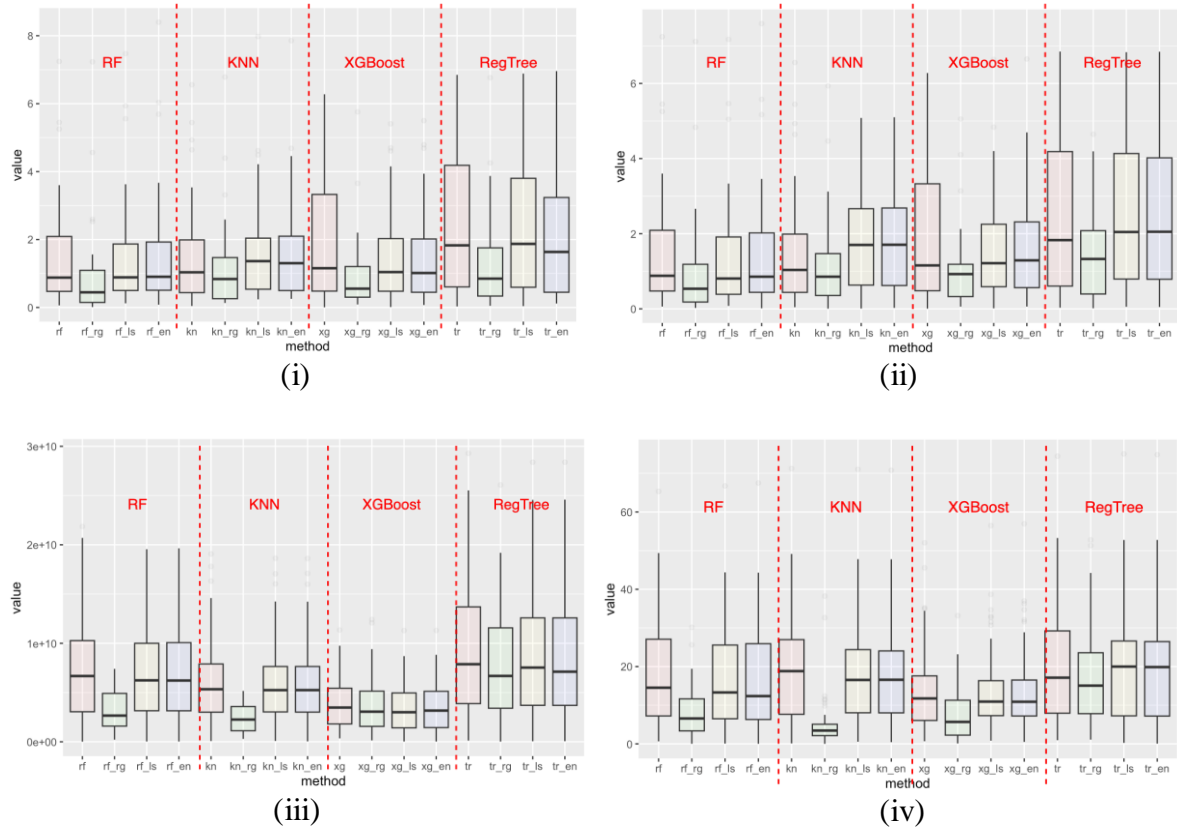 RF KNN XGBoost RegTree
value
8
6
4
2
0
rf rf_rg rf_ls rf_en kn kn_rg kn_ls kn_en xg xg_rg xg_ls xg_en tr tr_rg tr_ls tr_en
method
(i)
RF KNN XGBoost RegTree
value
6
4
2
0
rf rf_rg rf_ls rf_en kn kn_rg kn_ls kn_en xg xg_rg xg_ls xg_en tr tr_rg tr_ls tr_en
method
(ii)
RF KNN XGBoost RegTree
value
3e+10
2e+10
1e+10
0e+00
rf rf_rg rf_ls rf_en kn kn_rg kn_ls kn_en xg xg_rg xg_ls xg_en tr tr_rg tr_ls tr_en
method
(iii)
RF KNN XGBoost RegTree
value
60
40
20
0
rf rf_rg rf_ls rf_en kn kn_rg kn_ls kn_en xg xg_rg xg_ls xg_en tr tr_rg tr_ls tr_en
method
(iv)